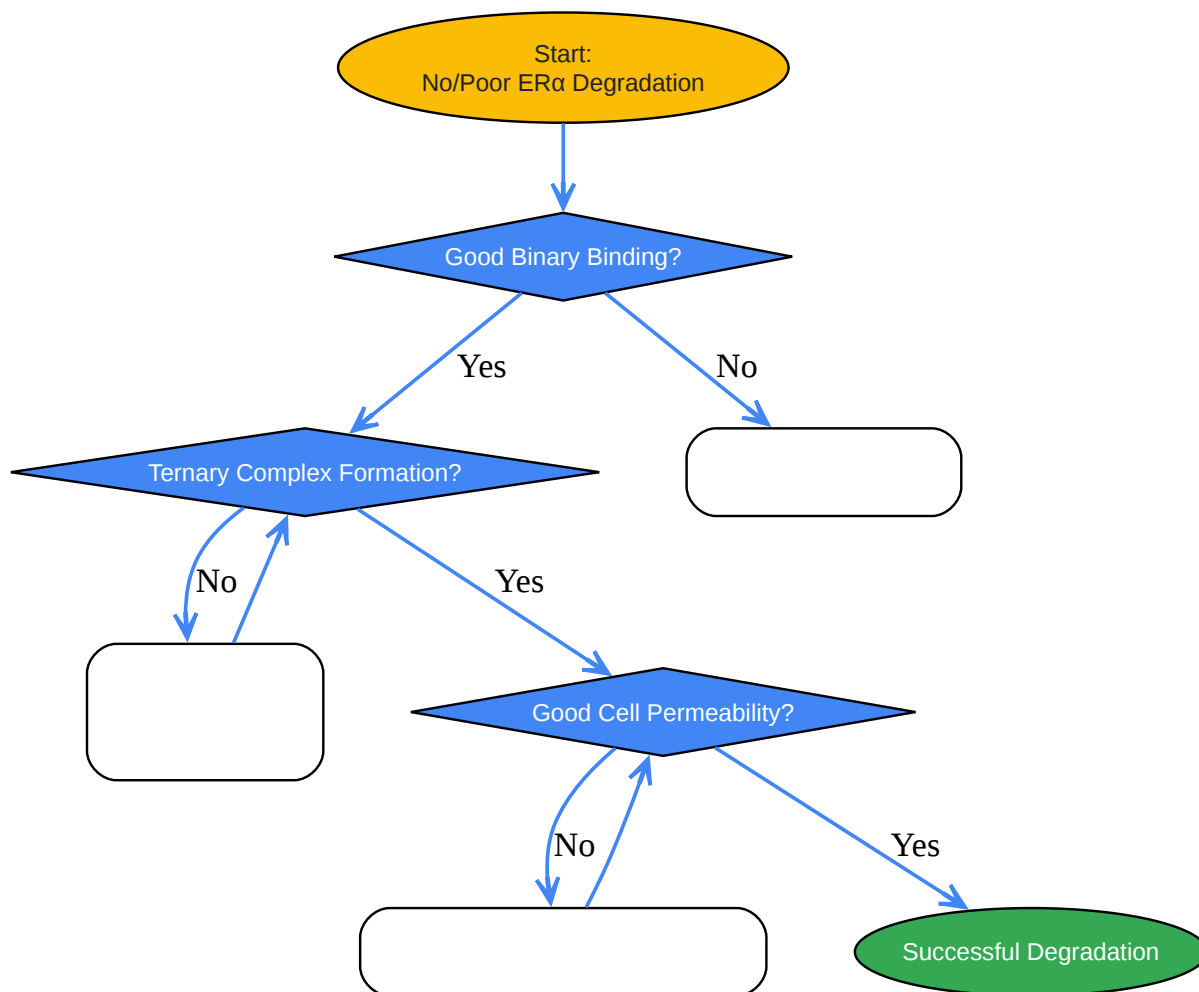 Start:
No/Poor ERα Degradation
Good Binary Binding?
Yes
No
Ternary Complex Formation?
No
Yes
Good Cell Permeability?
No
Yes
Successful Degradation